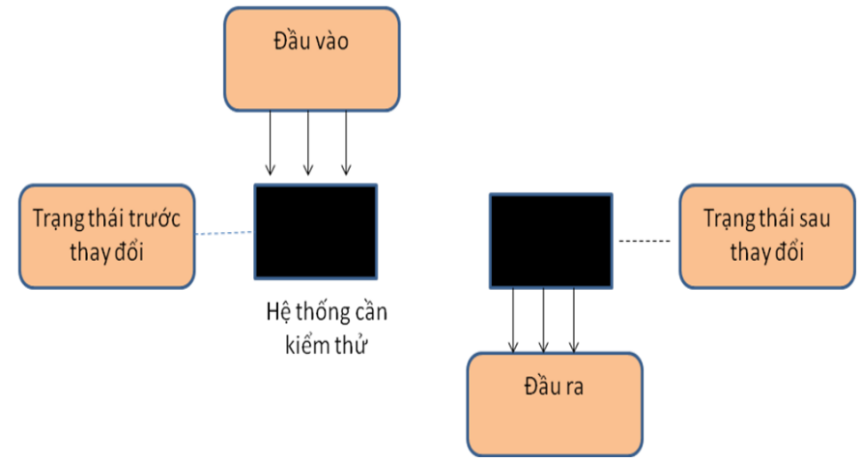 Đầu vào
Trạng thái trước
thay đổi
Hệ thống cần
kiểm thử
Trạng thái sau
thay đổi
Đầu ra